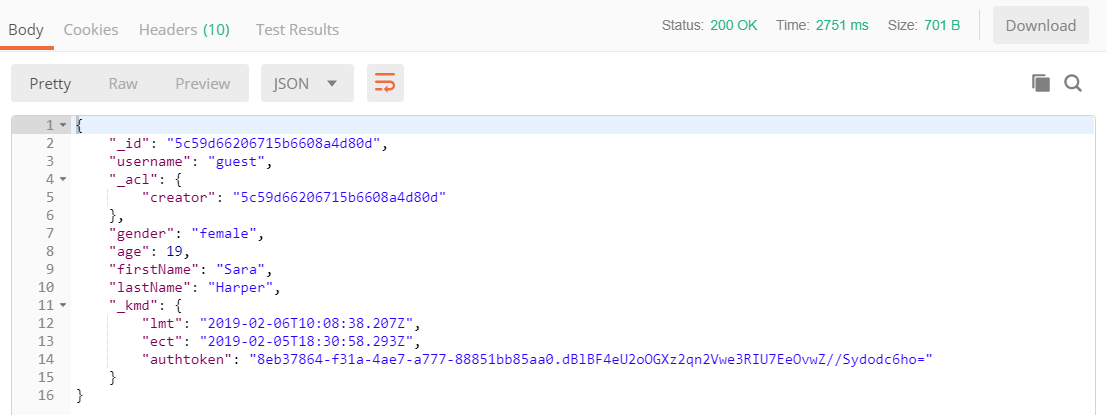 Body Cookies Headers (10) Test Results Status: 200 OK Time: 2751 ms Size: 701 B Download
Pretty Raw Preview JSON
1 {
2 "_id": "5c59d66206715b6608a4d80d",
3 "username": "guest",
4 "_acl": {
5 "creator": "5c59d66206715b6608a4d80d"
6 },
7 "gender": "female",
8 "age": 19,
9 "firstName": "Sara",
10 "lastName": "Harper",
11 "_kmd": {
12 "lmt": "2019-02-06T10:08:38.207Z",
13 "ect": "2019-02-05T18:30:58.293Z",
14 "authtoken": "8eb37864-f31a-4ae7-a777-88851bb85aa0.dBlBF4eU2oOGXz2qn2Vwe3RIU7EeOvwZ//Sydodc6ho="
15 }
16 }